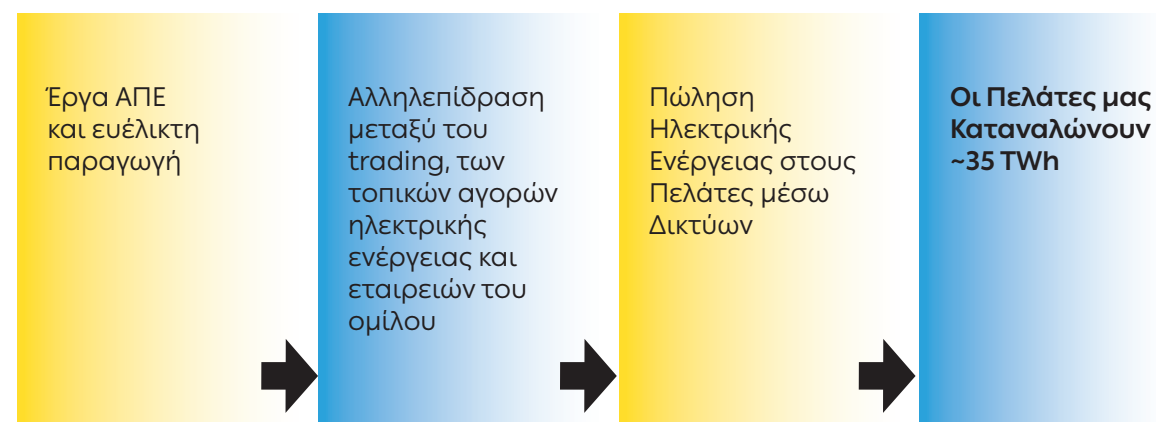 Έργα ΑΠΕ
και ευέλικτη
παραγωγή
Αλληλεπίδραση
μεταξύ του
trading, των
τοπικών αγορών
ηλεκτρικής
ενέργειας και
εταιρειών του
ομίλου
Πώληση
Ηλεκτρικής
Ενέργειας στους
Πελάτες μέσω
Δικτύων
Οι Πελάτες μας
Καταναλώνουν
~35 TWh